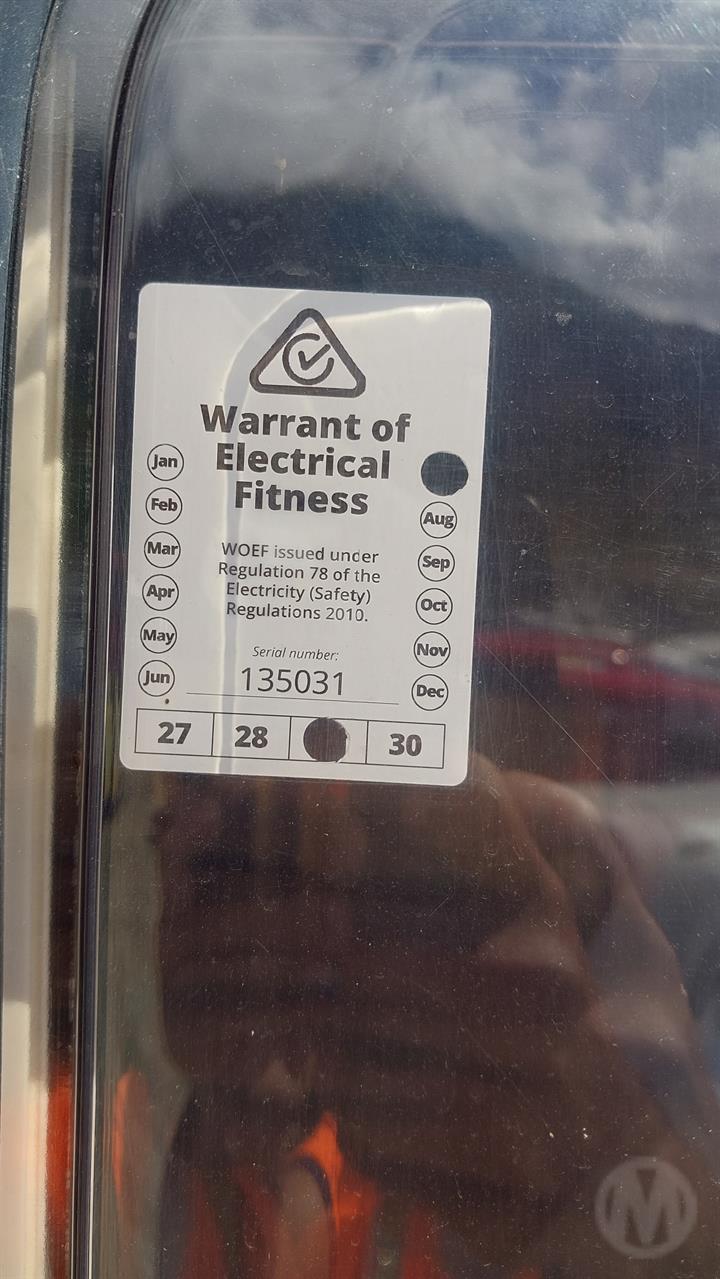 Warrant of
Electrical
Fitness
Jan
Feb
Mar
Apr
May
Jun
WOEF issued under
Regulation 78 of the
Electricity (Safety)
Regulations 2010.
Serial number:
135031
Aug
Sep
Oct
Nov
Dec
27 28 30
M